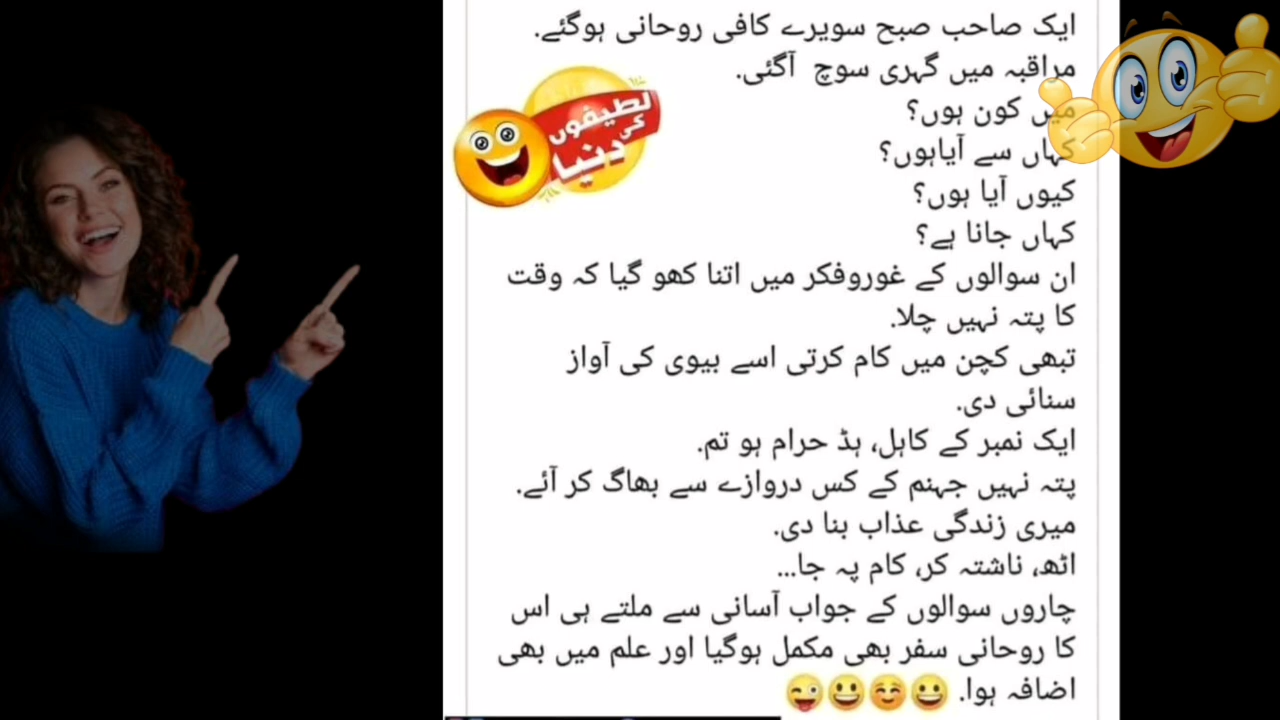 ایک صاحب صبح سویرے کافی روحانی ہوگئے.
مراقبہ میں گہری سوچ آگئی.
میں کون ہوں؟
کہاں سے آیاہوں؟
کیوں آیا ہوں؟
کہاں جانا ہے؟
ان سوالوں کے غوروفکر میں اتنا کھو گیا کہ وقت
کا پتہ نہیں چلا.
تبھی کچن میں کام کرتی اسے بیوی کی آواز
سنائی دی.
ایک نمبر کے کاہل، ہڈ حرام ہو تم.
پتہ نہیں جہنم کے کس دروازے سے بھاگ کر آئے.
میری زندگی عذاب بنا دی.
اٹھ، ناشتہ کر، کام پہ جا...
چاروں سوالوں کے جواب آسانی سے ملتے ہی اس
کا روحانی سفر بھی مکمل ہوگیا اور علم میں بھی
اضافہ ہوا. 😀☺️😃😜
لطیفوں
کی
دنیا